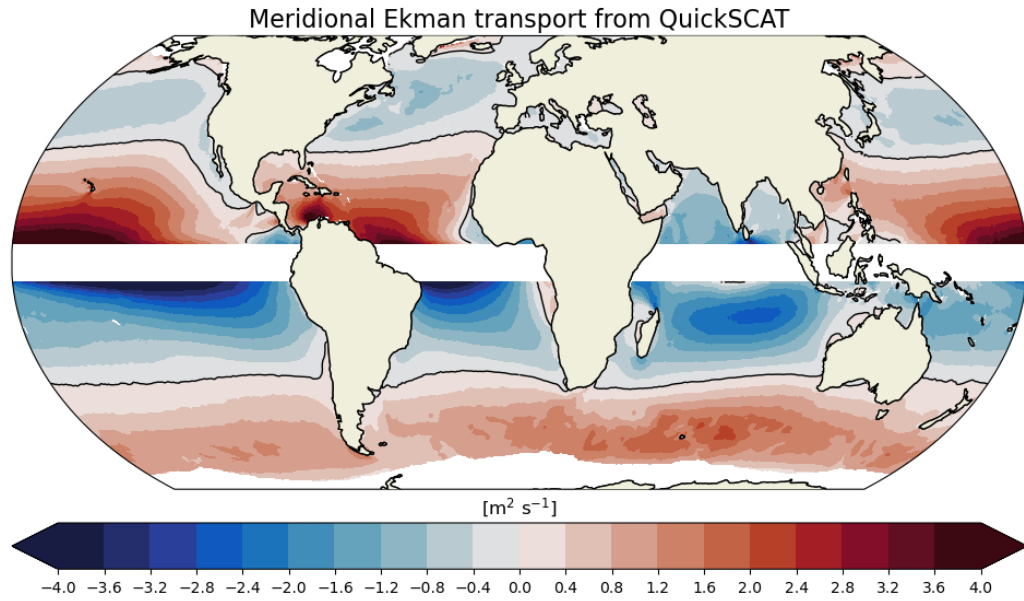 Meridional Ekman transport from QuickSCAT
[m² s⁻¹]
−4.0 −3.6 −3.2 −2.8 −2.4 −2.0 −1.6 −1.2 −0.8 −0.4 0.0 0.4 0.8 1.2 1.6 2.0 2.4 2.8 3.2 3.6 4.0